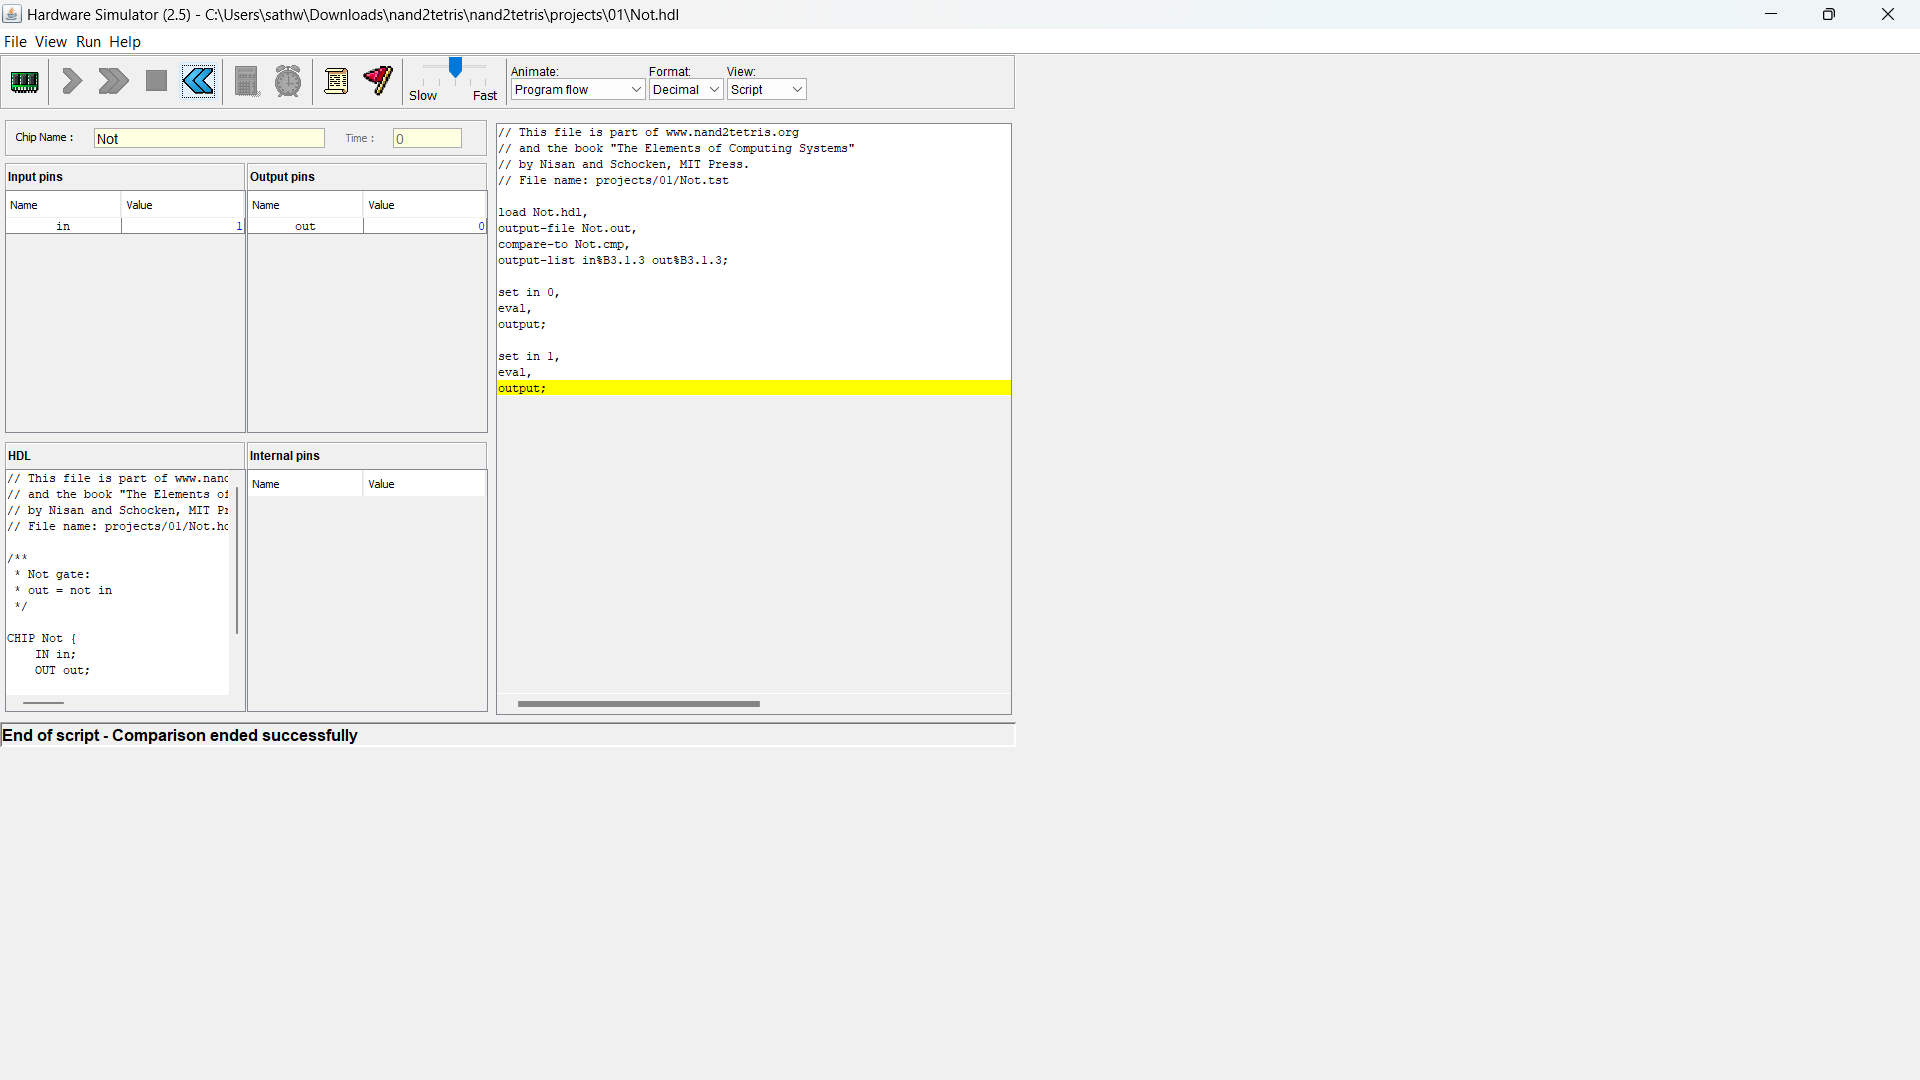 Hardware Simulator (2.5) - C:\Users\sathw\Downloads\nand2tetris\nand2tetris\projects\01\Not.hdl
File View Run Help
Slow Fast
Animate: Format: View:
Program flow Decimal Script
Chip Name : Not Time : 0
Input pins
Name Value
in 1
Output pins
Name Value
out 0
HDL
// This file is part of www.nand
// and the book "The Elements of
// by Nisan and Schocken, MIT Pr
// File name: projects/01/Not.hd
/**
* Not gate:
* out = not in
*/
CHIP Not {
IN in;
OUT out;
Internal pins
Name Value
// This file is part of www.nand2tetris.org
// and the book "The Elements of Computing Systems"
// by Nisan and Schocken, MIT Press.
// File name: projects/01/Not.tst
load Not.hdl,
output-file Not.out,
compare-to Not.cmp,
output-list in%B3.1.3 out%B3.1.3;
set in 0,
eval,
output;
set in 1,
eval,
output;
End of script - Comparison ended successfully